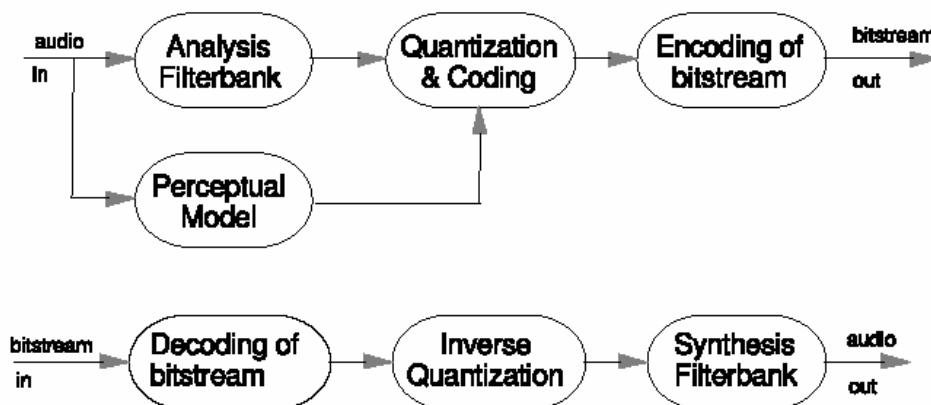 audio
in
Analysis
Filterbank
Quantization
& Coding
Encoding of
bitstream
bitstream
out
Perceptual
Model
bitstream
in
Decoding of
bitstream
Inverse
Quantization
Synthesis
Filterbank
audio
out